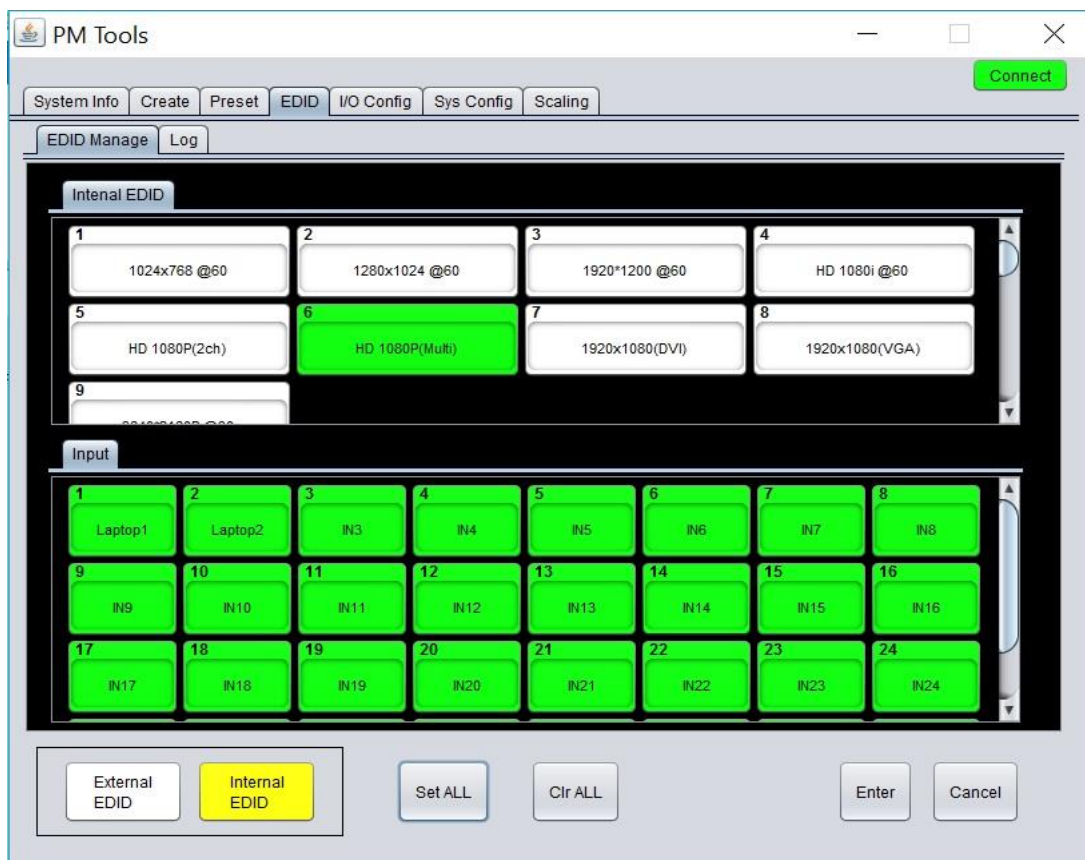 PM Tools
Connect
System Info Create Preset EDID I/O Config Sys Config Scaling
EDID Manage Log
Intenal EDID
1 2 3 4
1024x768 @60 1280x1024 @60 1920*1200 @60 HD 1080i @60
5 6 7 8
HD 1080P(2ch) HD 1080P(Multi) 1920x1080(DVI) 1920x1080(VGA)
9
Input
1 2 3 4 5 6 7 8
Laptop1 Laptop2 IN3 IN4 IN5 IN6 IN7 IN8
9 10 11 12 13 14 15 16
IN9 IN10 IN11 IN12 IN13 IN14 IN15 IN16
17 18 19 20 21 22 23 24
IN17 IN18 IN19 IN20 IN21 IN22 IN23 IN24
External Internal
EDID EDID
Set ALL Clr ALL Enter Cancel